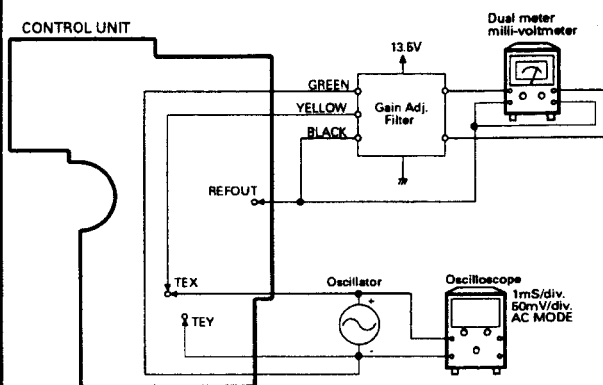 CONTROL UNIT
Dual meter
milli-voltmeter
13.5V
GREEN
YELLOW
BLACK
Gain Adj.
Filter
REFOUT
TEX
TEY
Oscillator
+
-
Oscilloscope
1mS/div.
50mV/div.
AC MODE